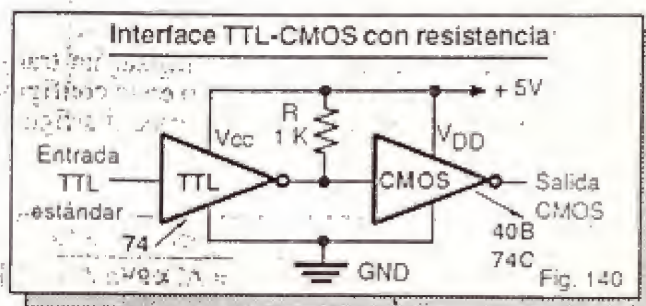 Interface TTL-CMOS con resistencia
+ 5V
R
1 K
Vcc
VDD
Entrada
TTL
estándar
TTL
CMOS
Salida
CMOS
74
40B
74C
GND
Fig. 140